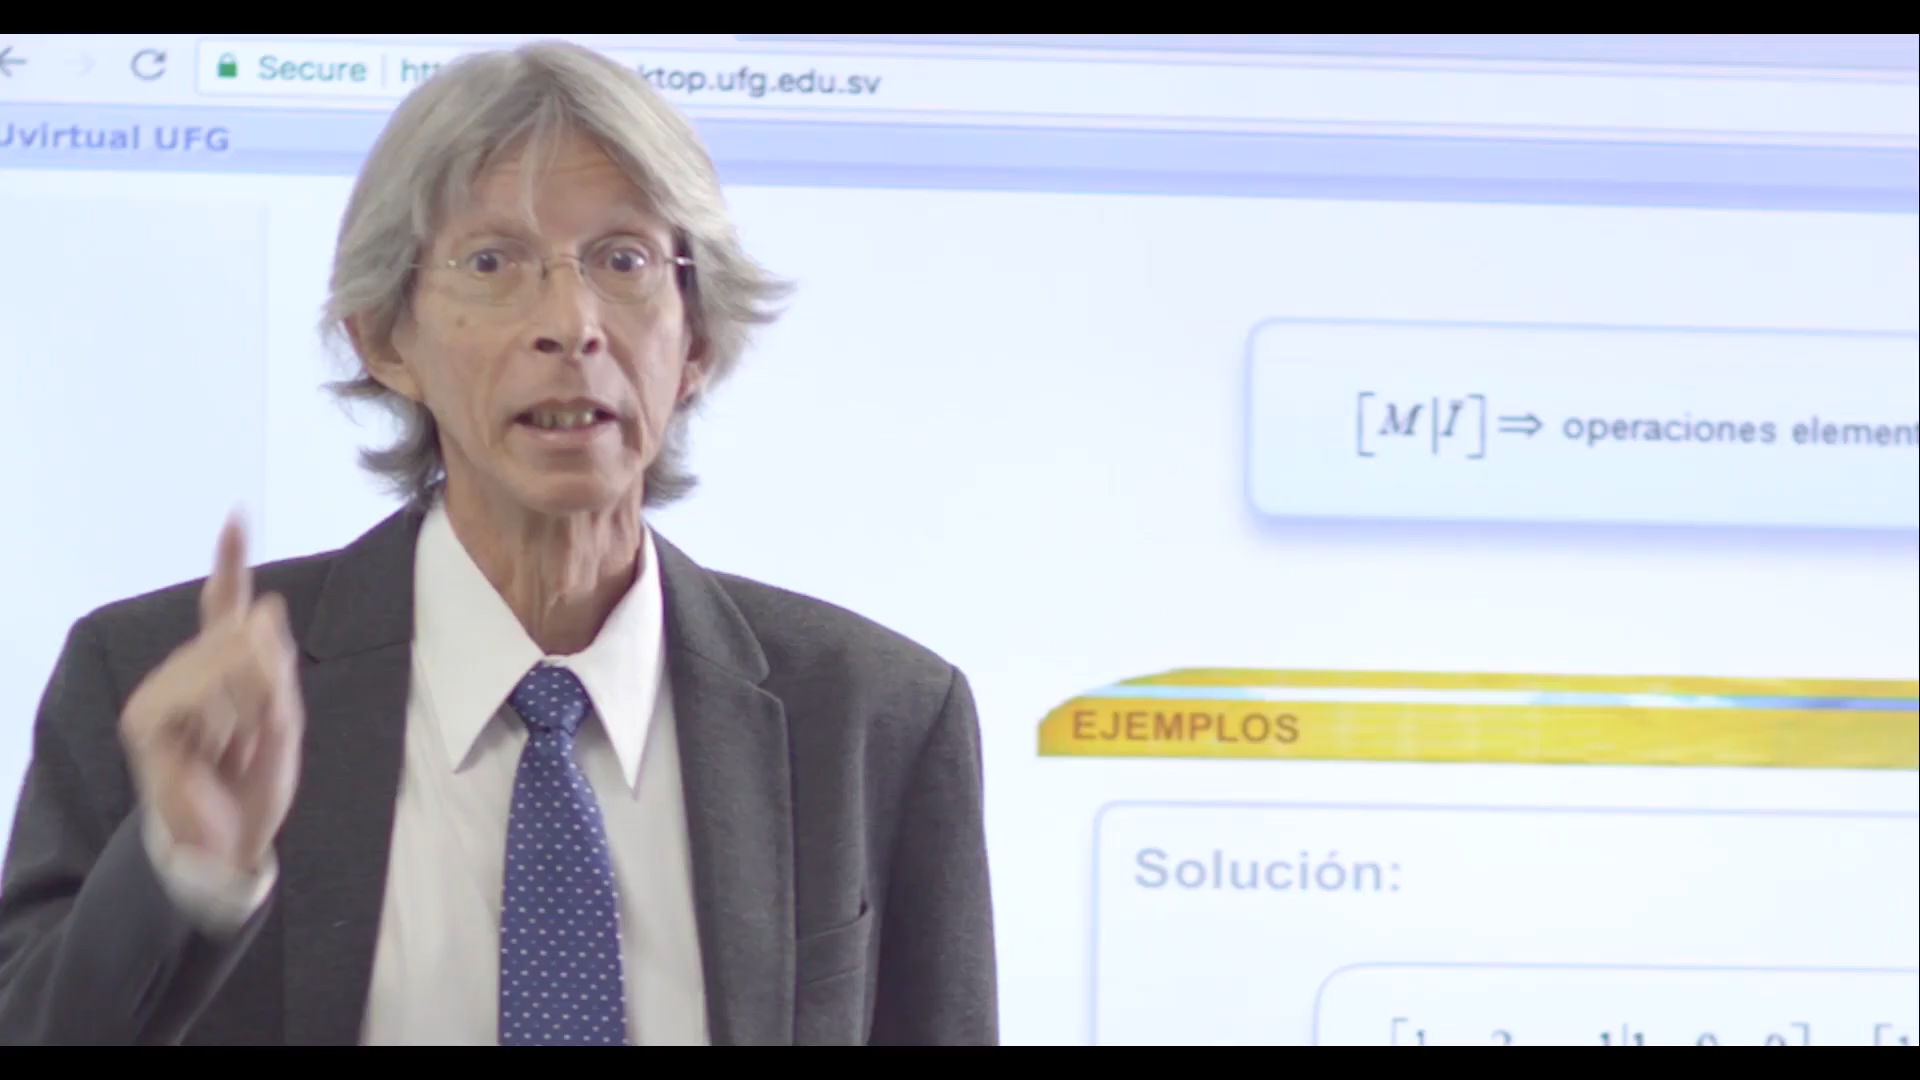 Secure
ktop.ufg.edu.sv
Uvirtual UFG
[M|I]⇒ operaciones element
EJEMPLOS
Solución: